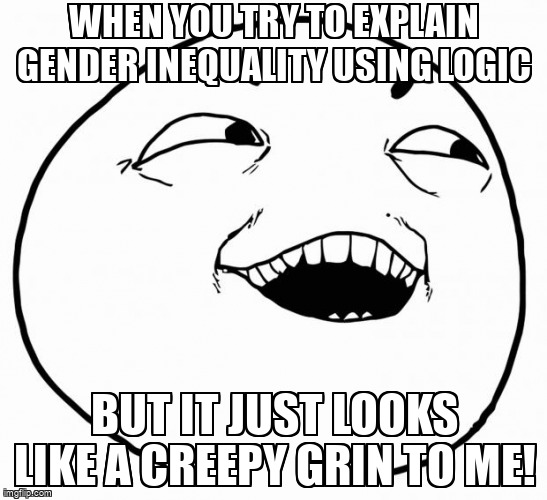 WHEN YOU TRY TO EXPLAIN
GENDER INEQUALITY USING LOGIC
BUT IT JUST LOOKS
LIKE A CREEPY GRIN TO ME!
imgflip.com